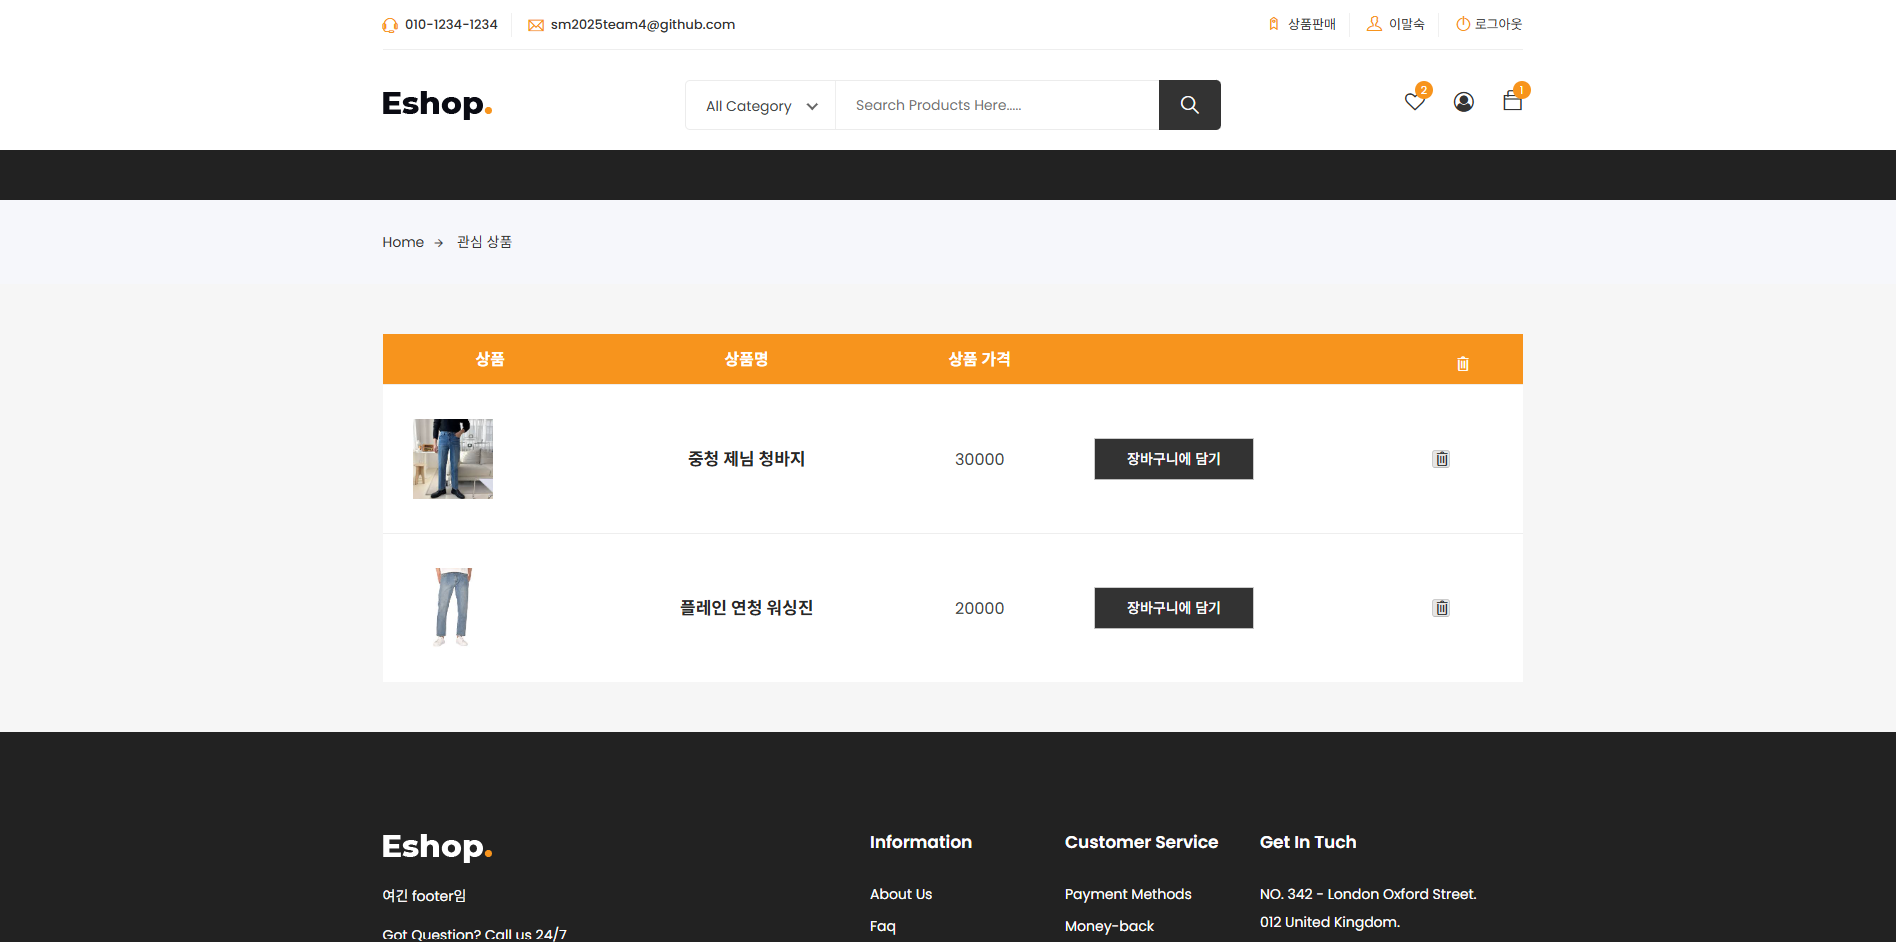 010-1234-1234 sm2025team4@github.com 상품판매 이말숙 로그아웃
Eshop. All Category Search Products Here..... 2 1
Home → 관심 상품
상품 상품명 상품 가격
중청 제님 청바지 30000 장바구니에 담기
플레인 연청 워싱진 20000 장바구니에 담기
Eshop. Information Customer Service Get In Tuch
여긴 footer임 About Us Payment Methods NO. 342 - London Oxford Street.
012 United Kingdom.
Got Question? Call us 24/7 Faq Money-back